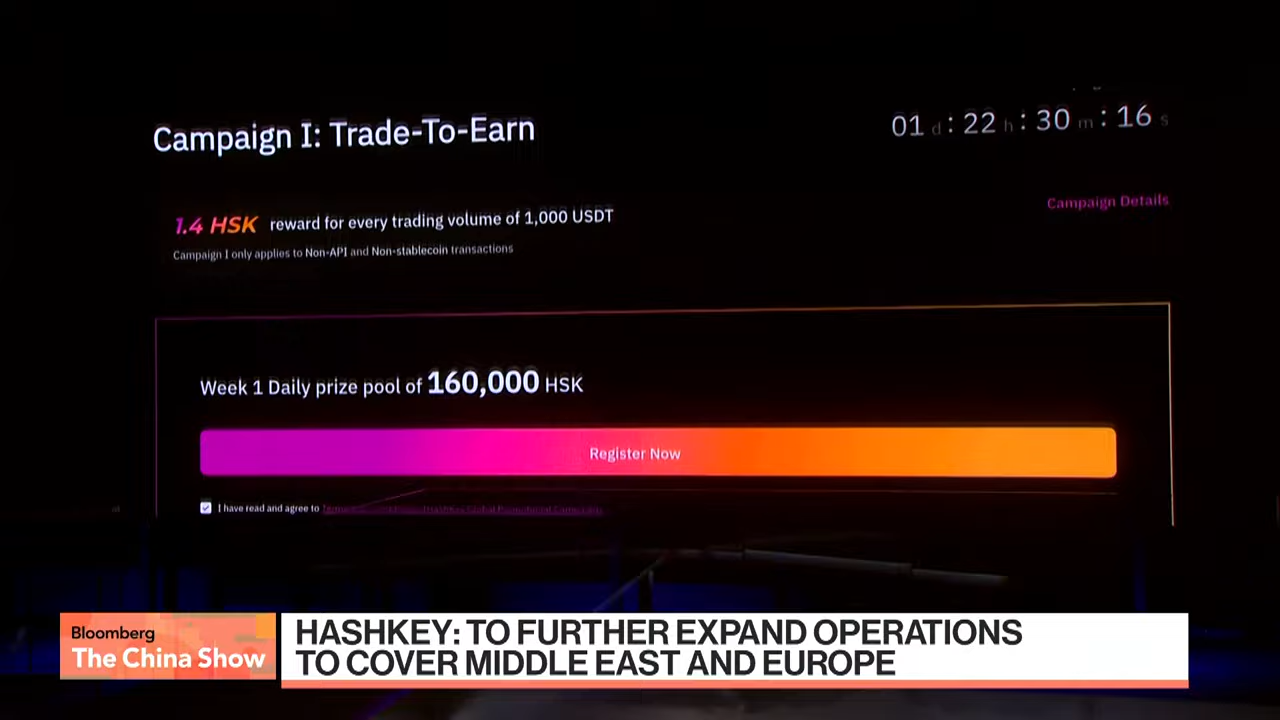 Campaign I: Trade-To-Earn
01 d : 22 h : 30 m : 16 s
1.4 HSK reward for every trading volume of 1,000 USDT
Campaign Details
Campaign I only applies to Non-API and Non-stablecoin transactions
Week 1 Daily prize pool of 160,000 HSK
Register Now
I have read and agree to
Bloomberg
The China Show
HASHKEY: TO FURTHER EXPAND OPERATIONS
TO COVER MIDDLE EAST AND EUROPE